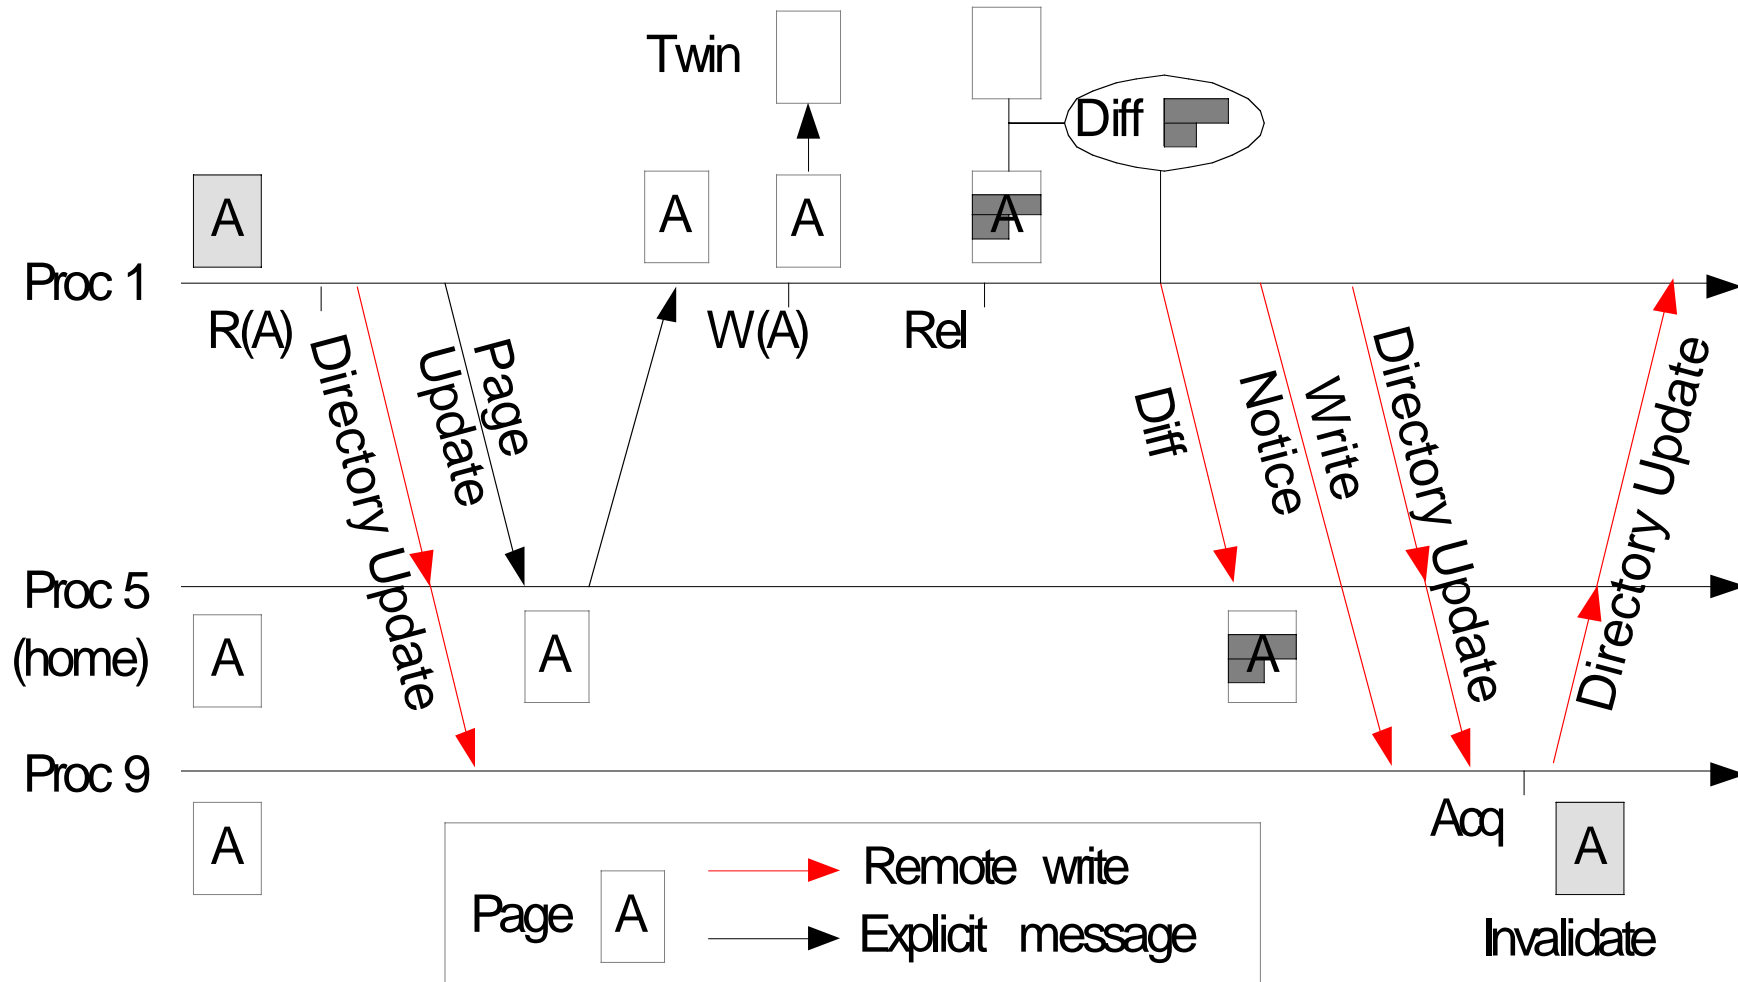 Twin
Diff
A
A
A
A
Proc 1
R(A)
W(A)
Rel
Directory Update
Page
Update
Diff
Write
Notice
Directory Update
Directory Update
Proc 5
(home)
A
A
A
Proc 9
A
Acq
A
Invalidate
Page
A
Remote write
Explicit message